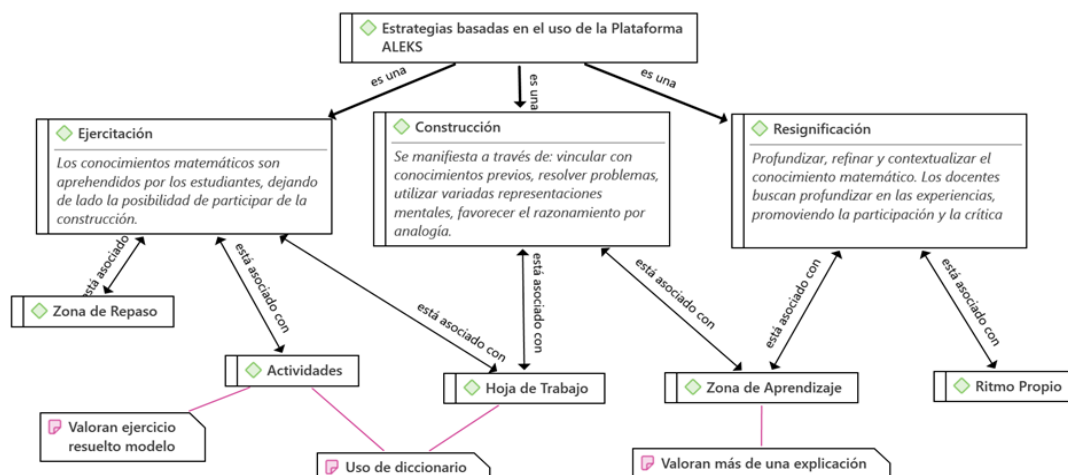 Estrategias basadas en el uso de la Plataforma
ALEKS
es una
es una
es una
Ejercitación
Los conocimientos matemáticos son
aprehendidos por los estudiantes, dejando
de lado la posibilidad de participar de la
construcción.
Construcción
Se manifiesta a través de: vincular con
conocimientos previos, resolver problemas,
utilizar variadas representaciones
mentales, favorecer el razonamiento por
analogía.
Resignificación
Profundizar, refinar y contextualizar el
conocimiento matemático. Los docentes
buscan profundizar en las experiencias,
promoviendo la participación y la crítica
está asociado
está asociado con
está asociado con
está asociado con
está asociado con
está asociado con
está asociado con
Zona de Repaso
Actividades
Hoja de Trabajo
Zona de Aprendizaje
Ritmo Propio
Valoran ejercicio
resuelto modelo
Uso de diccionario
Valoran más de una explicación